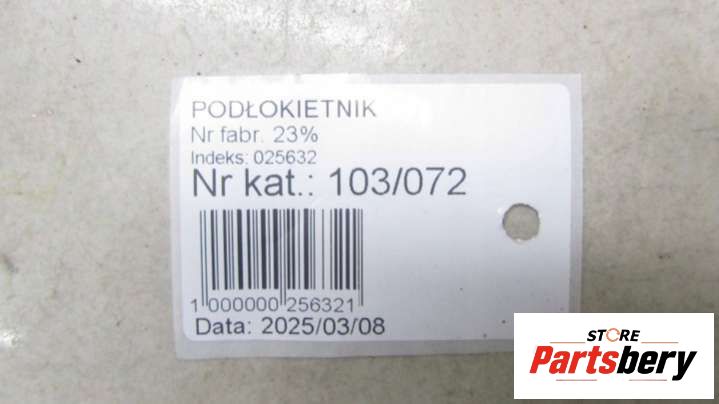 PODŁOKIETNIK
Nr fabr. 23%
Indeks: 025632
Nr kat.: 103/072
1 000000 256321
Data: 2025/03/08
STORE
Partsbery